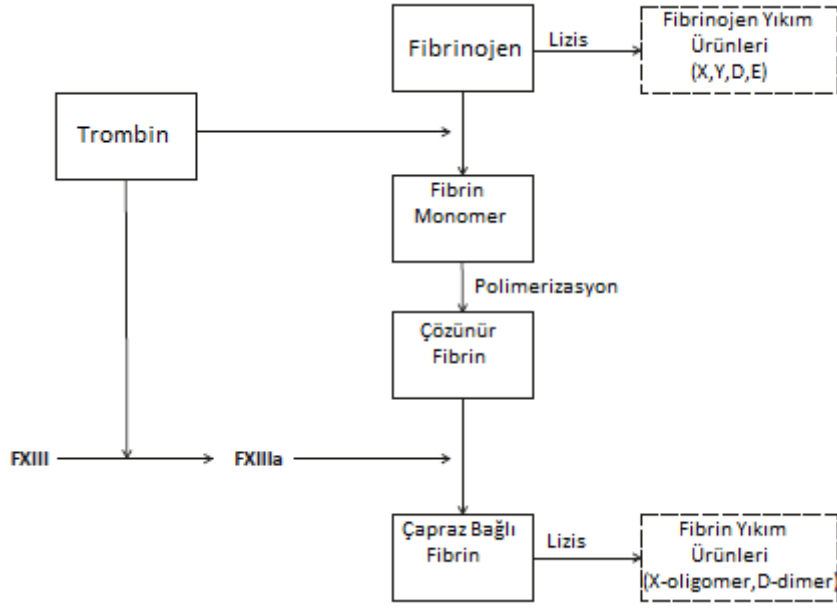 Fibrinojen
Lizis
Fibrinojen Yıkım
Ürünleri
(X,Y,D,E)
Trombin
Fibrin
Monomer
Polimerizasyon
Çözünür
Fibrin
FXIII
FXIIIa
Çapraz Bağlı
Fibrin
Lizis
Fibrin Yıkım
Ürünleri
(X-oligomer,D-dimer)